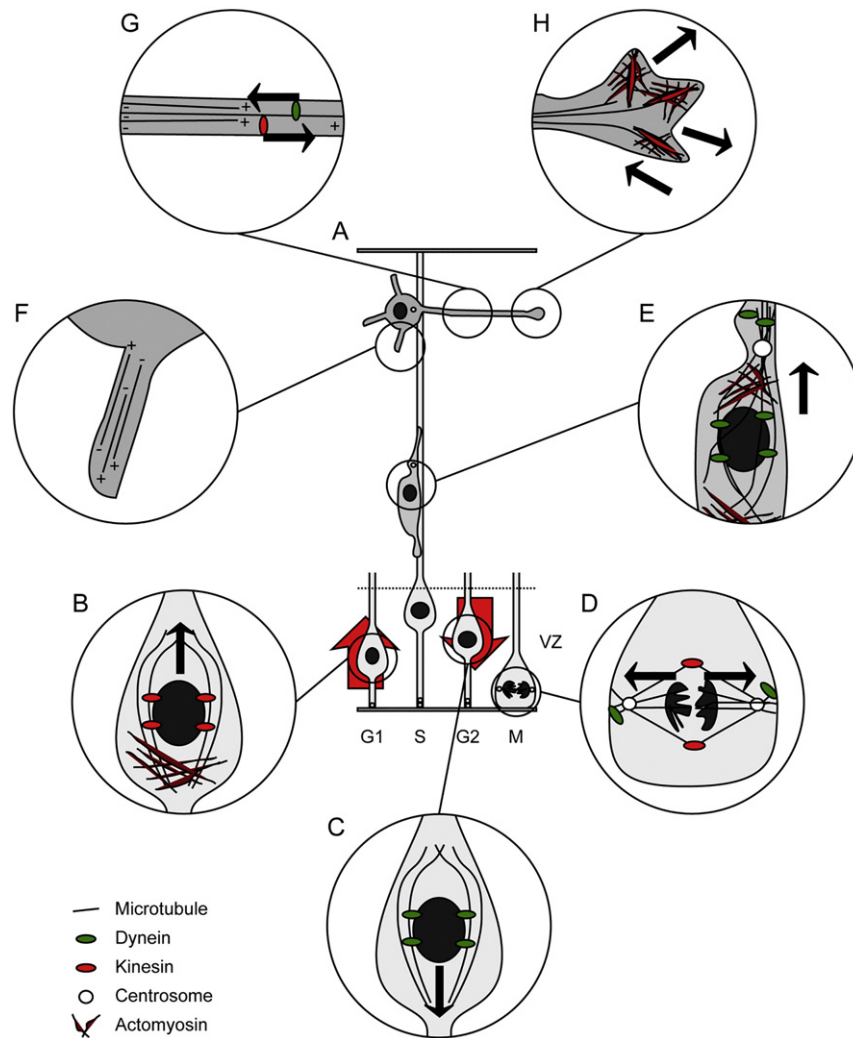 G
H
A
-
+
-
-
+
+
F
E
+
-
-
-
+
+
B
D
VZ
G1 S G2 M
C
Microtubule
Dynein
Kinesin
Centrosome
Actomyosin